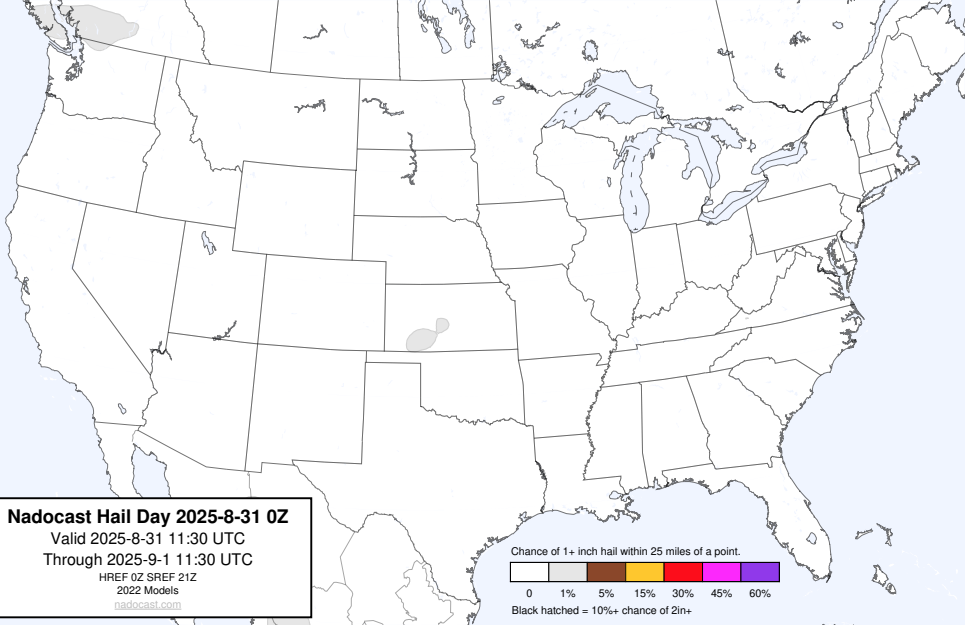 Nadocast Hail Day 2025-8-31 0Z
Valid 2025-8-31 11:30 UTC
Through 2025-9-1 11:30 UTC
HREF 0Z SREF 21Z
2022 Models
nadocast.com
Chance of 1+ inch hail within 25 miles of a point.
0 1% 5% 15% 30% 45% 60%
Black hatched = 10%+ chance of 2in+